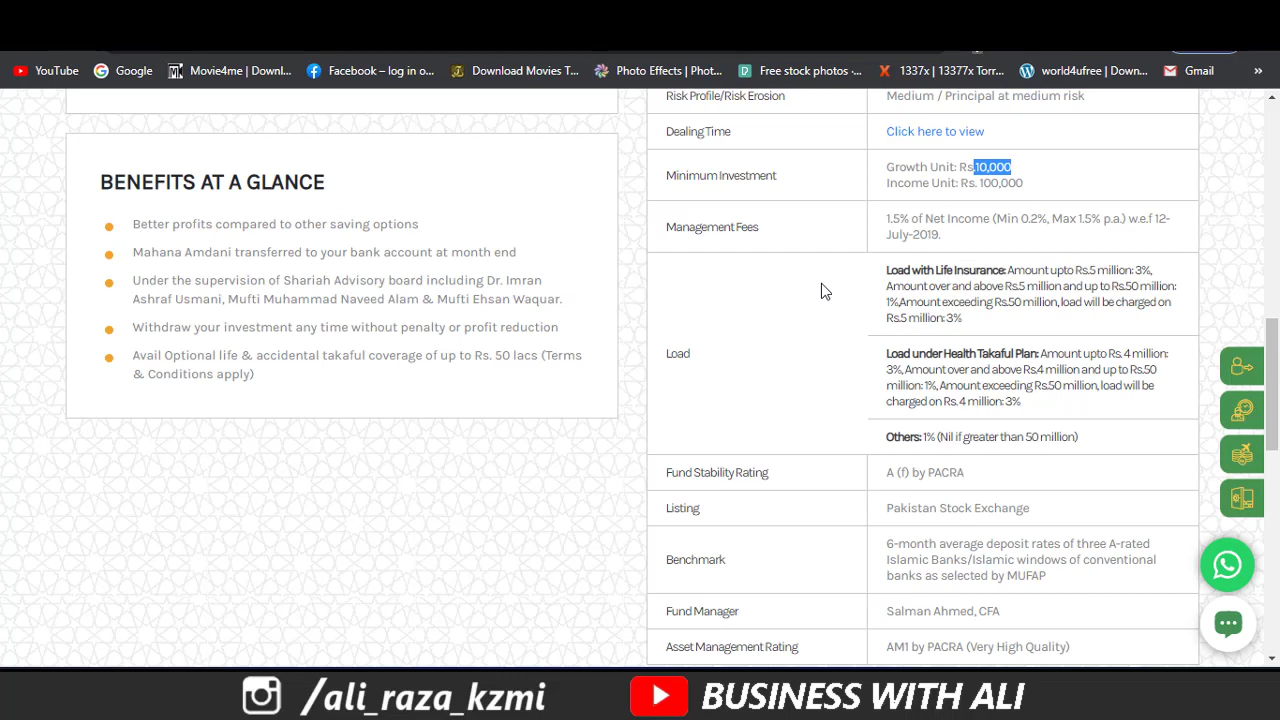 YouTube
Google
Movie4me | Downl...
Facebook – log in o...
Download Movies T...
Photo Effects | Phot...
Free stock photos ·...
1337x | 13377x Torr...
world4ufree | Down...
Gmail
»
BENEFITS AT A GLANCE
Better profits compared to other saving options
Mahana Amdani transferred to your bank account at month end
Under the supervision of Shariah Advisory board including Dr. Imran
Ashraf Usmani, Mufti Muhammad Naveed Alam & Mufti Ehsan Waquar.
Withdraw your investment any time without penalty or profit reduction
Avail Optional life & accidental takaful coverage of up to Rs. 50 lacs (Terms
& Conditions apply)
Risk Profile/Risk Erosion
Medium / Principal at medium risk
Dealing Time
Click here to view
Minimum Investment
Growth Unit: Rs.10,000
Income Unit: Rs. 100,000
Management Fees
1.5% of Net Income (Min 0.2%, Max 1.5% p.a.) w.e.f 12-
July-2019.
Load
Load with Life Insurance: Amount upto Rs.5 million: 3%,
Amount over and above Rs.5 million and up to Rs.50 million:
1%,Amount exceeding Rs.50 million, load will be charged on
Rs.5 million: 3%
Load under Health Takaful Plan: Amount upto Rs. 4 million:
3%, Amount over and above Rs.4 million and up to Rs.50
million: 1%, Amount exceeding Rs.50 million, load will be
charged on Rs. 4 million: 3%
Others: 1% (Nil if greater than 50 million)
Fund Stability Rating
A (f) by PACRA
Listing
Pakistan Stock Exchange
Benchmark
6-month average deposit rates of three A-rated
Islamic Banks/Islamic windows of conventional
banks as selected by MUFAP
Fund Manager
Salman Ahmed, CFA
Asset Management Rating
AM1 by PACRA (Very High Quality)
/ali_raza_kzmi
BUSINESS WITH ALI